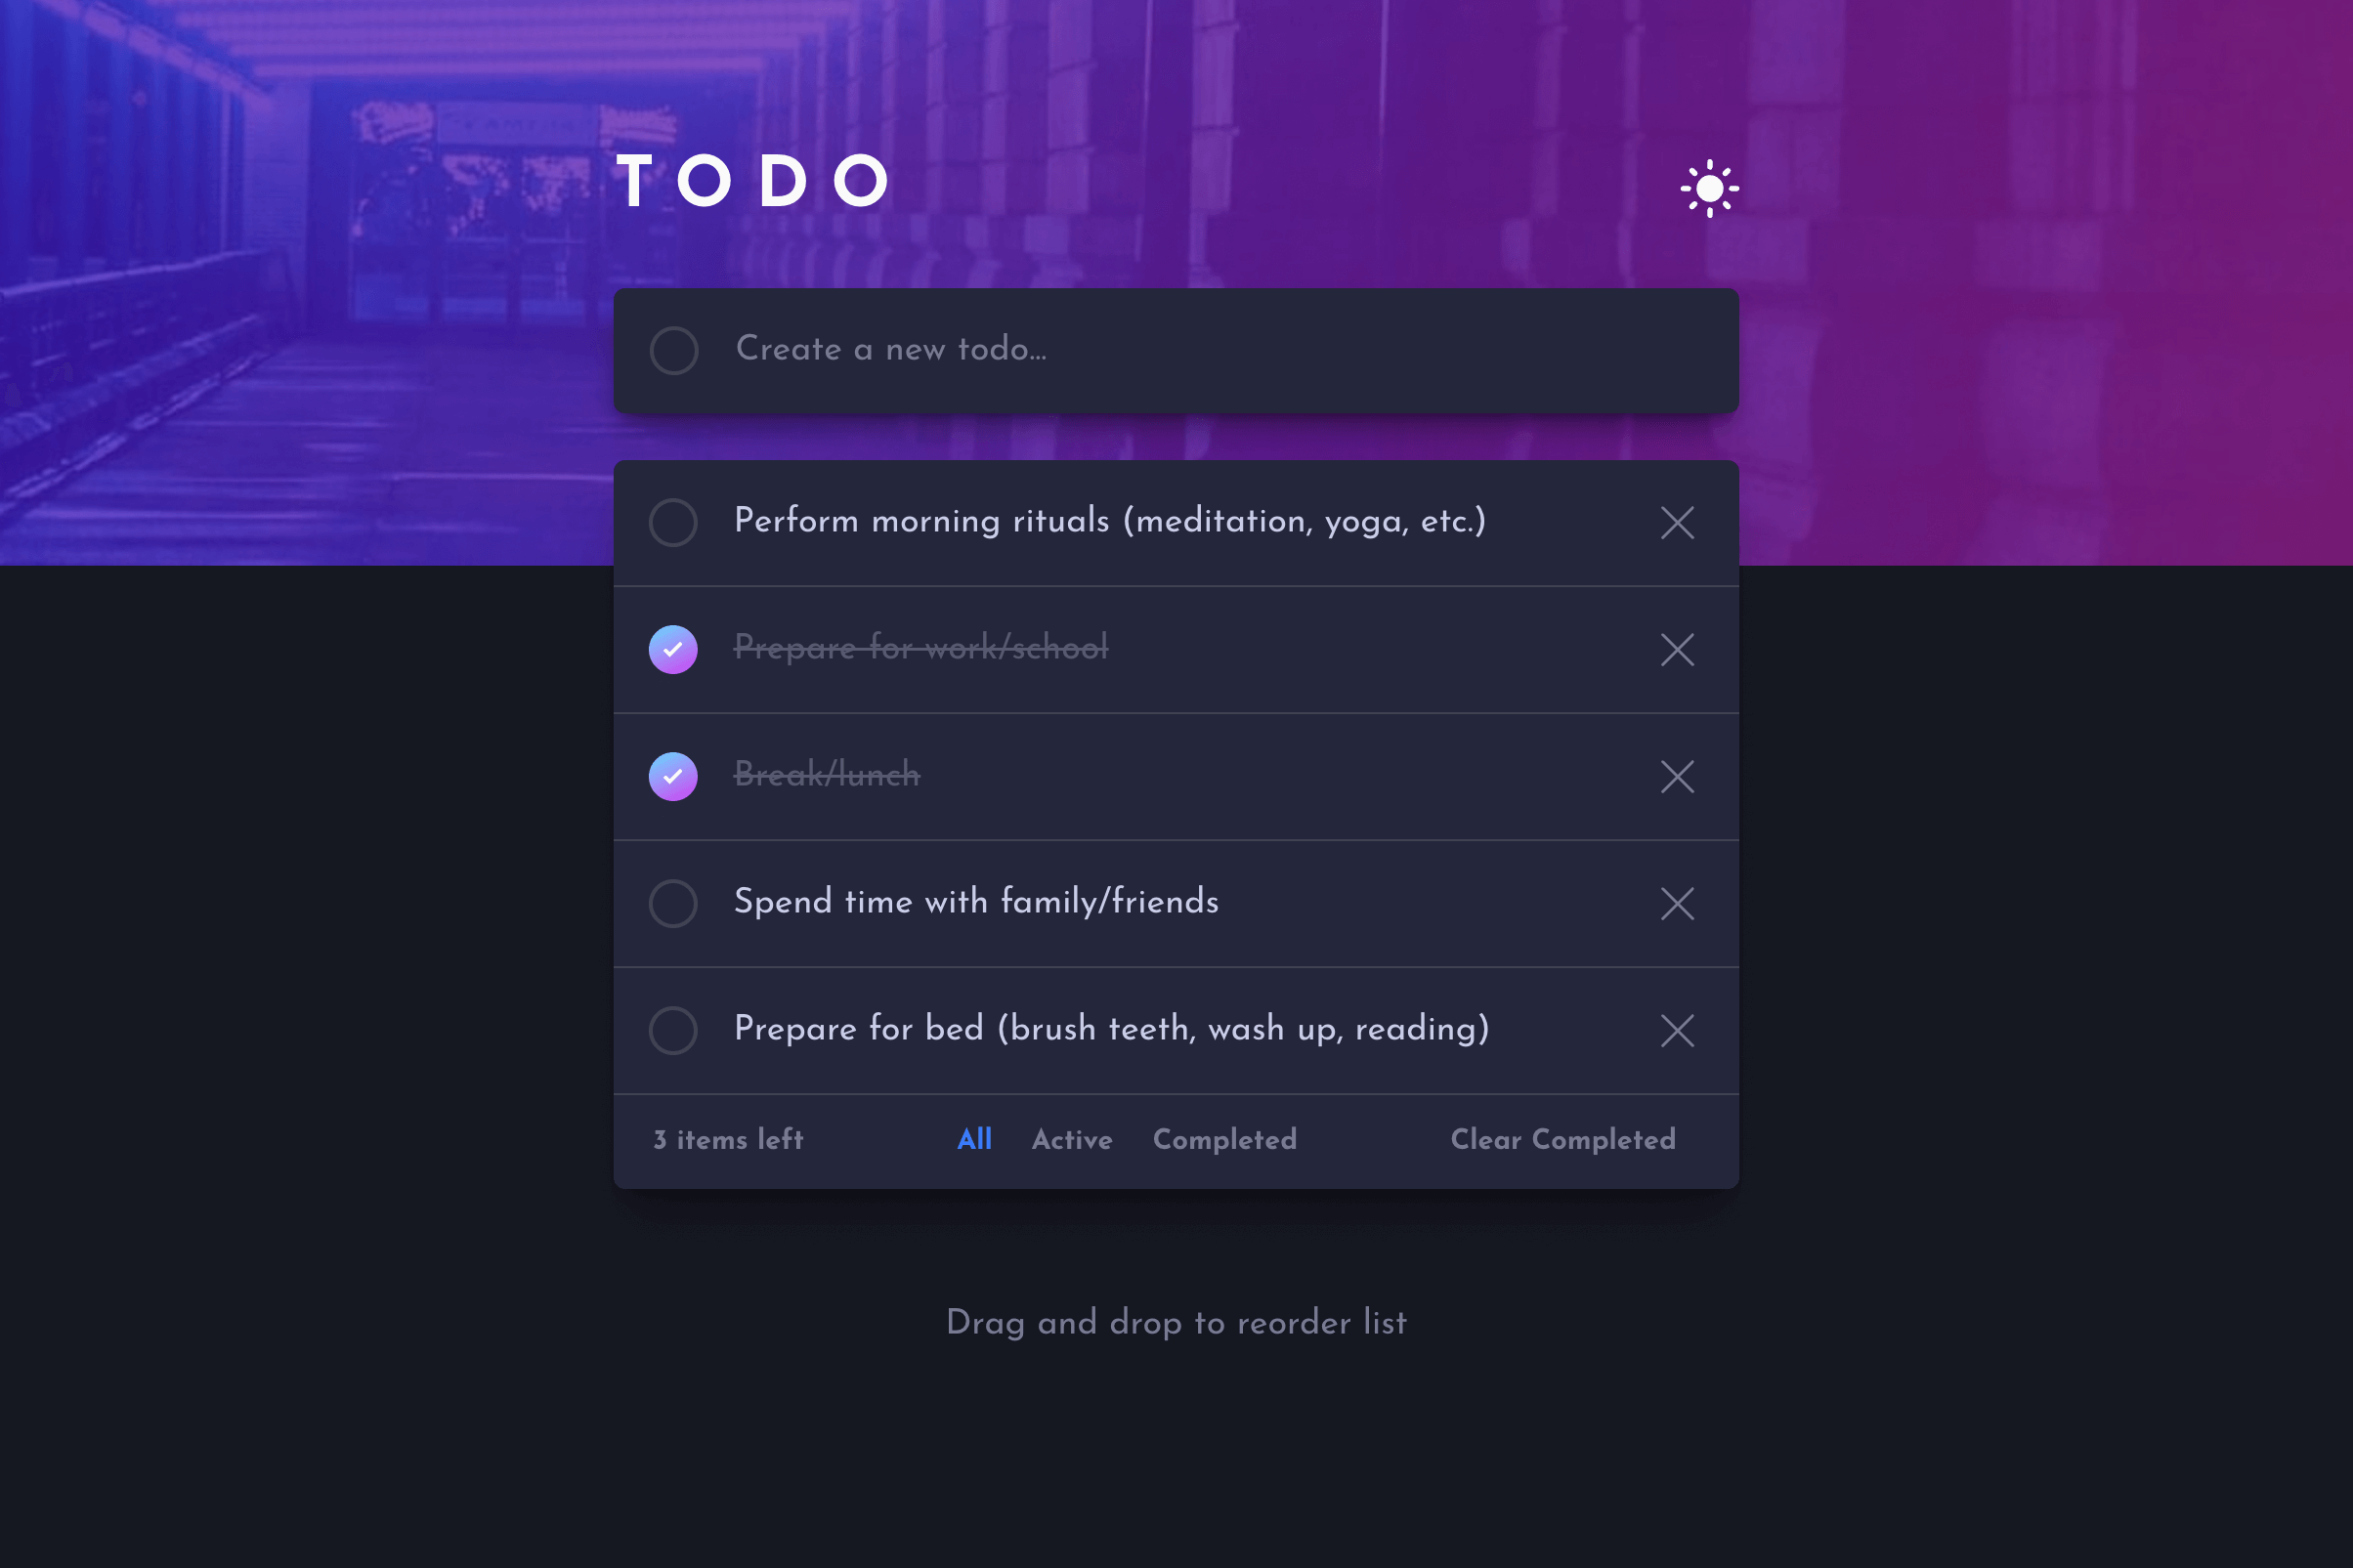 TODO
Create a new todo...
Perform morning rituals (meditation, yoga, etc.)
Prepare for work/school
Break/lunch
Spend time with family/friends
Prepare for bed (brush teeth, wash up, reading)
3 items left All Active Completed Clear Completed
Drag and drop to reorder list